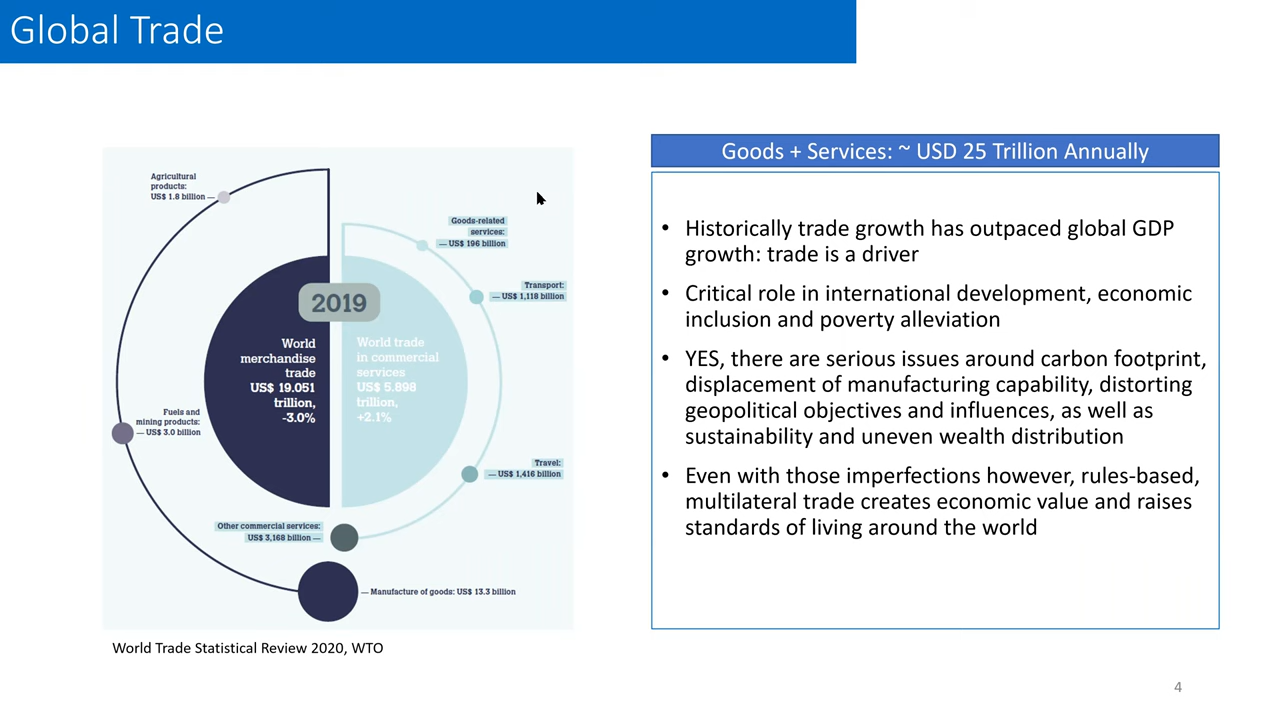 Global Trade
Agricultural
products:
US$ 1.8 billion —
Goods-related
services:
— US$ 196 billion
Transport:
— US$ 1,118 billion
2019
World
merchandise
trade
US$ 19.051
trillion,
-3.0%
World trade
in commercial
services
US$ 5.898
trillion,
+2.1%
Fuels and
mining products:
— US$ 3.0 billion
Travel:
— US$ 1,416 billion
Other commercial services:
US$ 3,168 billion —
— Manufacture of goods: US$ 13.3 billion
World Trade Statistical Review 2020, WTO
Goods + Services: ~ USD 25 Trillion Annually
• Historically trade growth has outpaced global GDP
growth: trade is a driver
• Critical role in international development, economic
inclusion and poverty alleviation
• YES, there are serious issues around carbon footprint,
displacement of manufacturing capability, distorting
geopolitical objectives and influences, as well as
sustainability and uneven wealth distribution
• Even with those imperfections however, rules-based,
multilateral trade creates economic value and raises
standards of living around the world
4